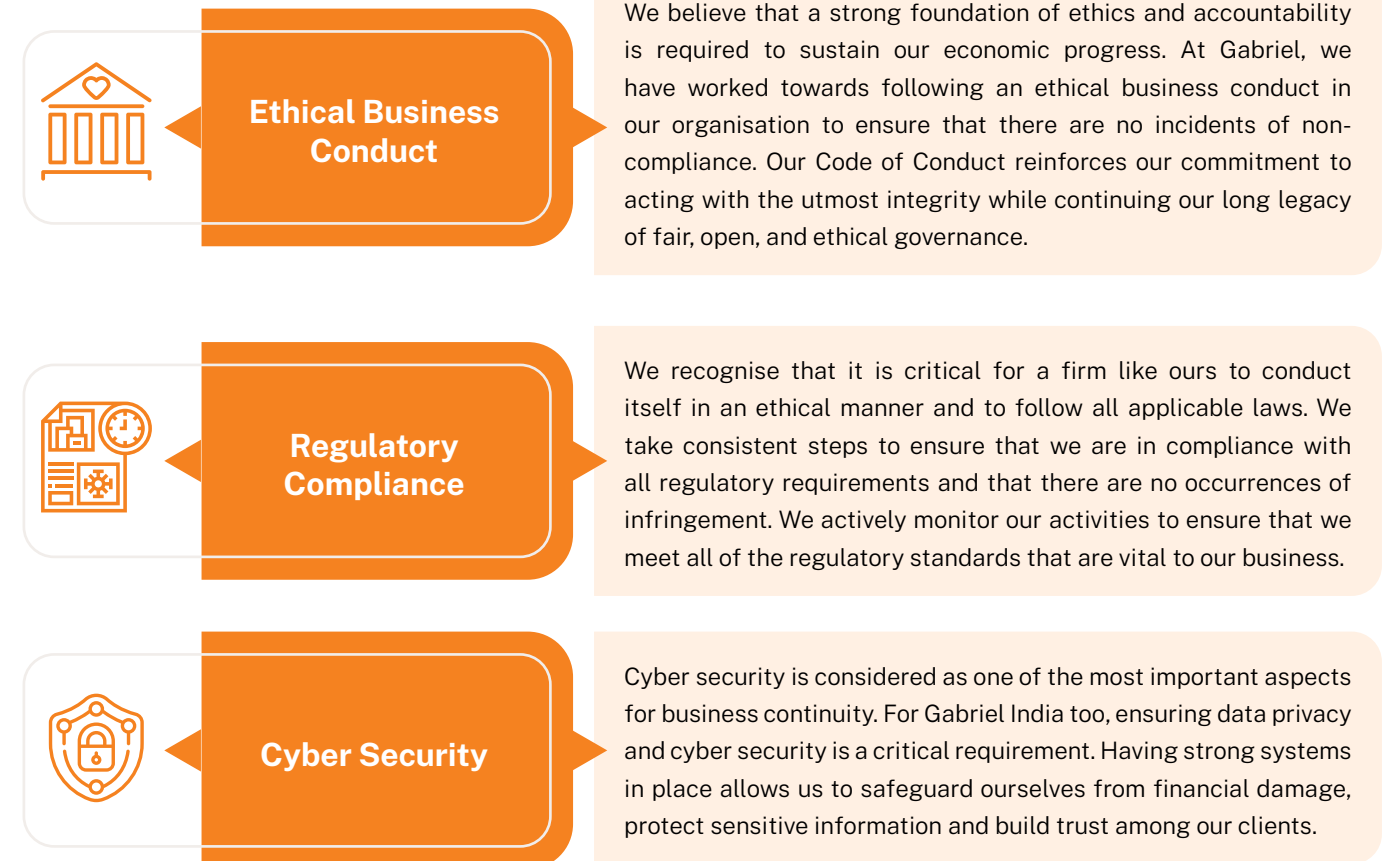 Ethical Business
Conduct
We believe that a strong foundation of ethics and accountability
is required to sustain our economic progress. At Gabriel, we
have worked towards following an ethical business conduct in
our organisation to ensure that there are no incidents of non-
compliance. Our Code of Conduct reinforces our commitment to
acting with the utmost integrity while continuing our long legacy
of fair, open, and ethical governance.
Regulatory
Compliance
We recognise that it is critical for a firm like ours to conduct
itself in an ethical manner and to follow all applicable laws. We
take consistent steps to ensure that we are in compliance with
all regulatory requirements and that there are no occurrences of
infringement. We actively monitor our activities to ensure that we
meet all of the regulatory standards that are vital to our business.
Cyber Security
Cyber security is considered as one of the most important aspects
for business continuity. For Gabriel India too, ensuring data privacy
and cyber security is a critical requirement. Having strong systems
in place allows us to safeguard ourselves from financial damage,
protect sensitive information and build trust among our clients.